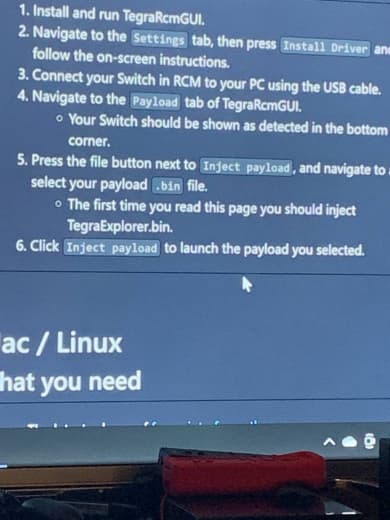 1. Install and run TegraRcmGUI.
2. Navigate to the Settings tab, then press Install Driver and
follow the on-screen instructions.
3. Connect your Switch in RCM to your PC using the USB cable.
4. Navigate to the Payload tab of TegraRcmGUI.
Your Switch should be shown as detected in the bottom
corner.
5. Press the file button next to Inject payload, and navigate to
select your payload .bin file.
The first time you read this page you should inject
TegraExplorer.bin.
6. Click Inject payload to launch the payload you selected.
ac / Linux
hat you need